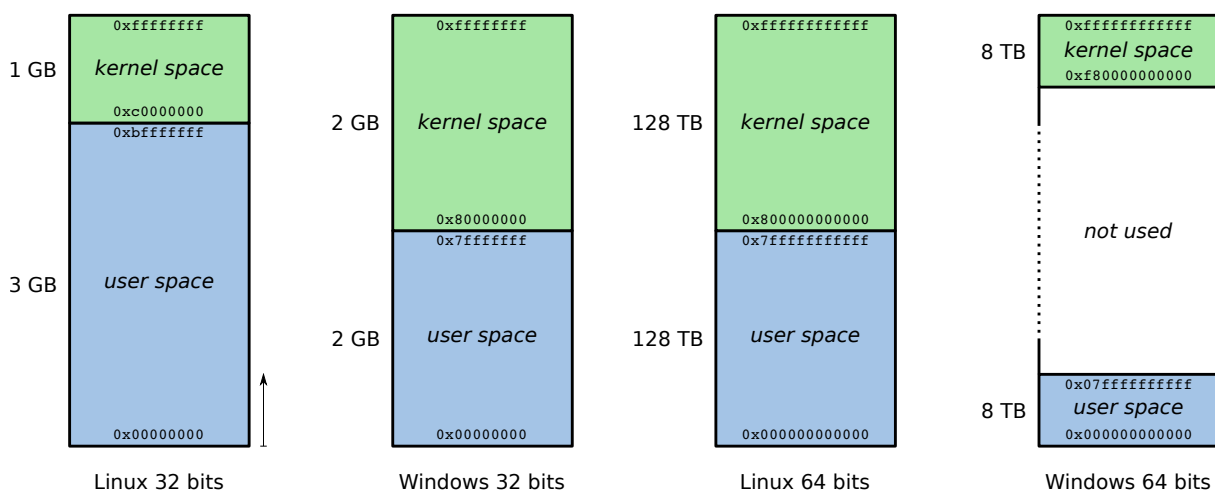 0xffffffff
1 GB
kernel space
0xc0000000
0xbfffffff
3 GB
user space
0x00000000
Linux 32 bits
0xffffffff
2 GB
kernel space
0x80000000
0x7fffffff
2 GB
user space
0x00000000
Windows 32 bits
0xffffffffffff
128 TB
kernel space
0x800000000000
0x7fffffffffff
128 TB
user space
0x000000000000
Linux 64 bits
0xffffffffffff
8 TB
kernel space
0xf80000000000
not used
0x07ffffffffff
8 TB
user space
0x000000000000
Windows 64 bits